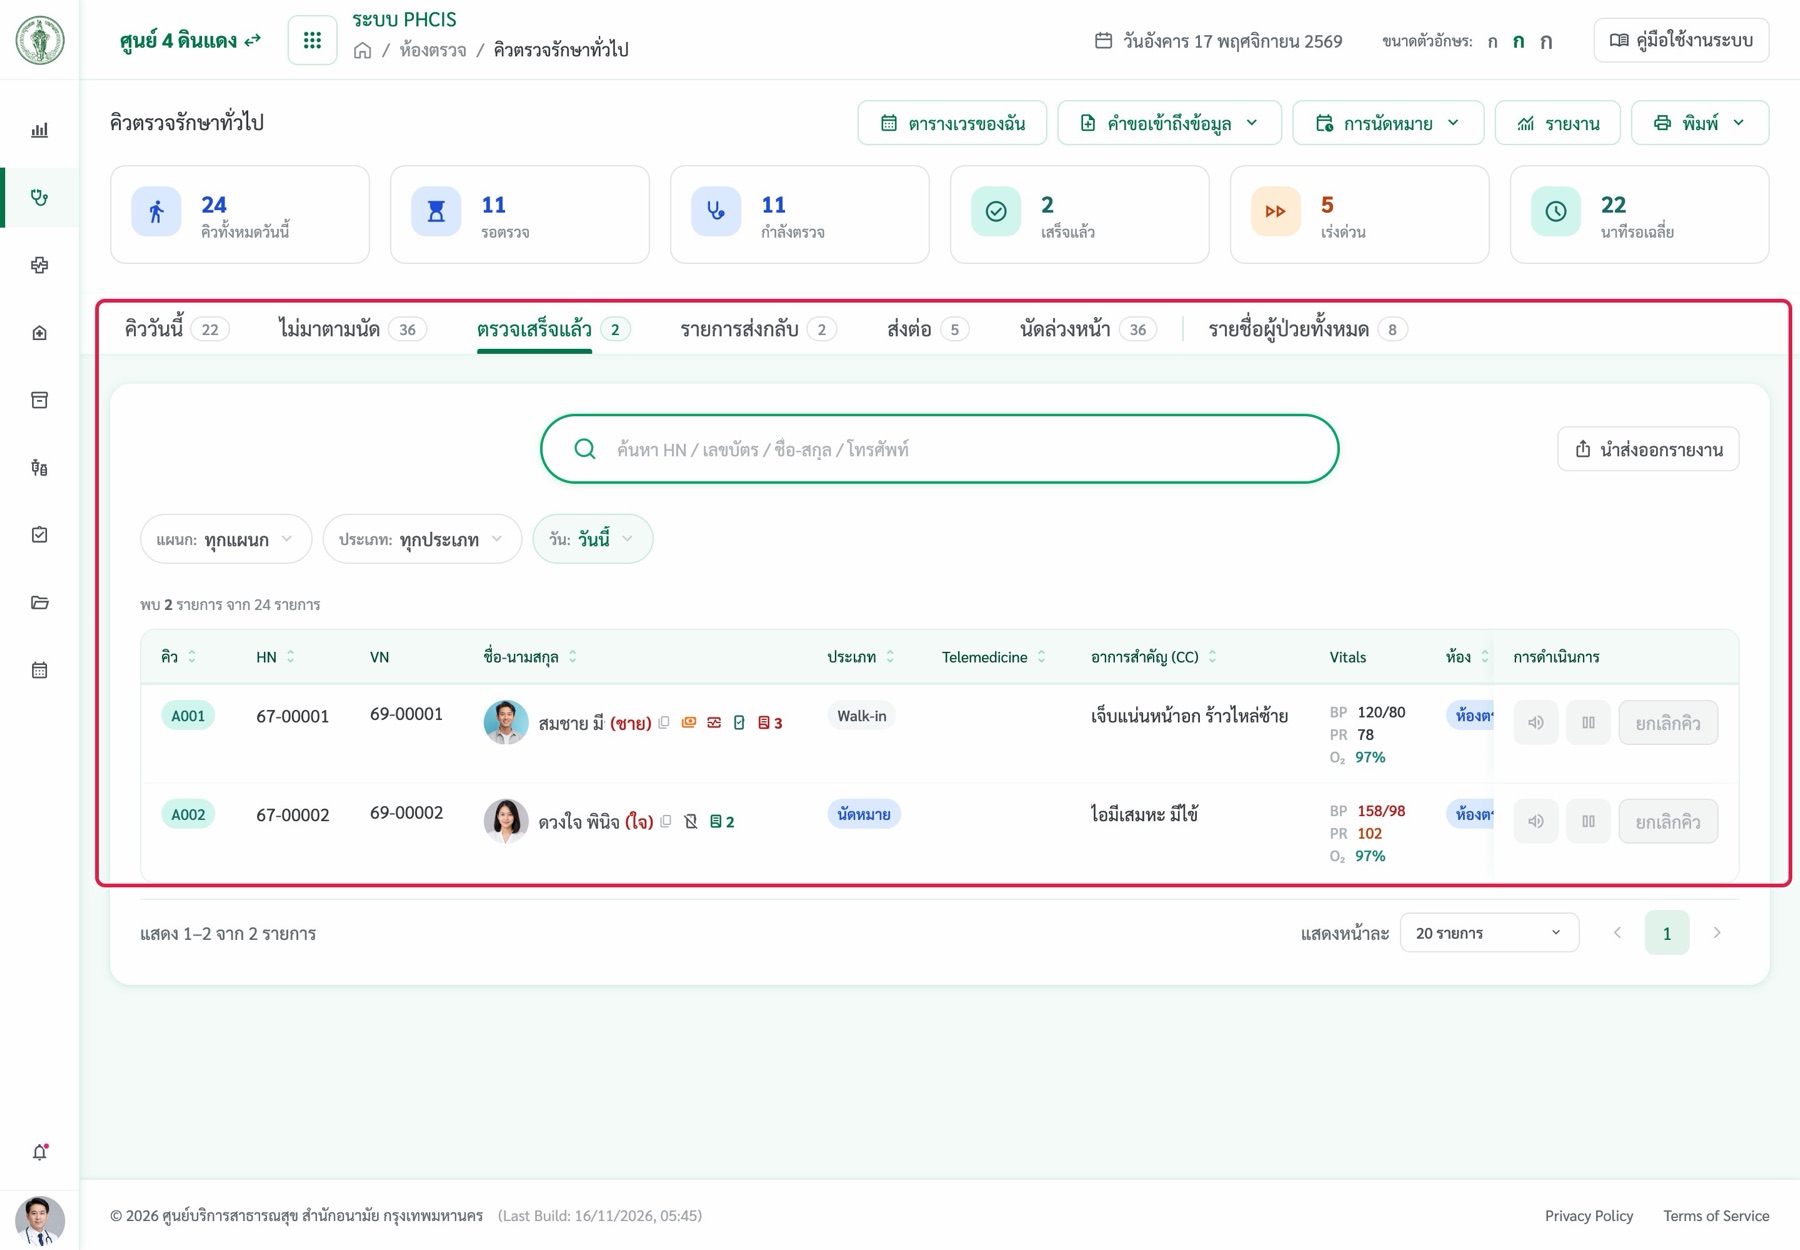 ศูนย์ 4 ดินแดง
ระบบ PHCIS
/ ห้องตรวจ / คิวตรวจรักษาทั่วไป
วันอังคาร 17 พฤศจิกายน 2569
ขนาดตัวอักษร: ก ก ก
คู่มือใช้งานระบบ
คิวตรวจรักษาทั่วไป
ตารางเวรของฉัน
คำขอเข้าถึงข้อมูล
การนัดหมาย
รายงาน
พิมพ์
24
คิวทั้งหมดวันนี้
11
รอตรวจ
11
กำลังตรวจ
2
เสร็จแล้ว
5
เร่งด่วน
22
นาทีรอเฉลี่ย
คิววันนี้ 22
ไม่มาตามนัด 36
ตรวจเสร็จแล้ว 2
รายการส่งกลับ 2
ส่งต่อ 5
นัดล่วงหน้า 36
รายชื่อผู้ป่วยทั้งหมด 8
ค้นหา HN / เลขบัตร / ชื่อ-สกุล / โทรศัพท์
นำส่งออกรายงาน
แผนก: ทุกแผนก
ประเภท: ทุกประเภท
วัน: วันนี้
พบ 2 รายการ จาก 24 รายการ
คิว HN VN ชื่อ-นามสกุล ประเภท Telemedicine อาการสำคัญ (CC) Vitals ห้อง การดำเนินการ
A001 67-00001 69-00001 สมชาย มี (ชาย) 3 Walk-in เจ็บแน่นหน้าอก ร้าวไหล่ซ้าย BP 120/80 ห้องตร ยกเลิกคิว
PR 78
O₂ 97%
A002 67-00002 69-00002 ดวงใจ พินิจ (ใจ) 2 นัดหมาย ไอมีเสมหะ มีไข้ BP 158/98 ห้องตร ยกเลิกคิว
PR 102
O₂ 97%
แสดง 1–2 จาก 2 รายการ
แสดงหน้าละ 20 รายการ 1
© 2026 ศูนย์บริการสาธารณสุข สำนักอนามัย กรุงเทพมหานคร (Last Build: 16/11/2026, 05:45)
Privacy Policy Terms of Service